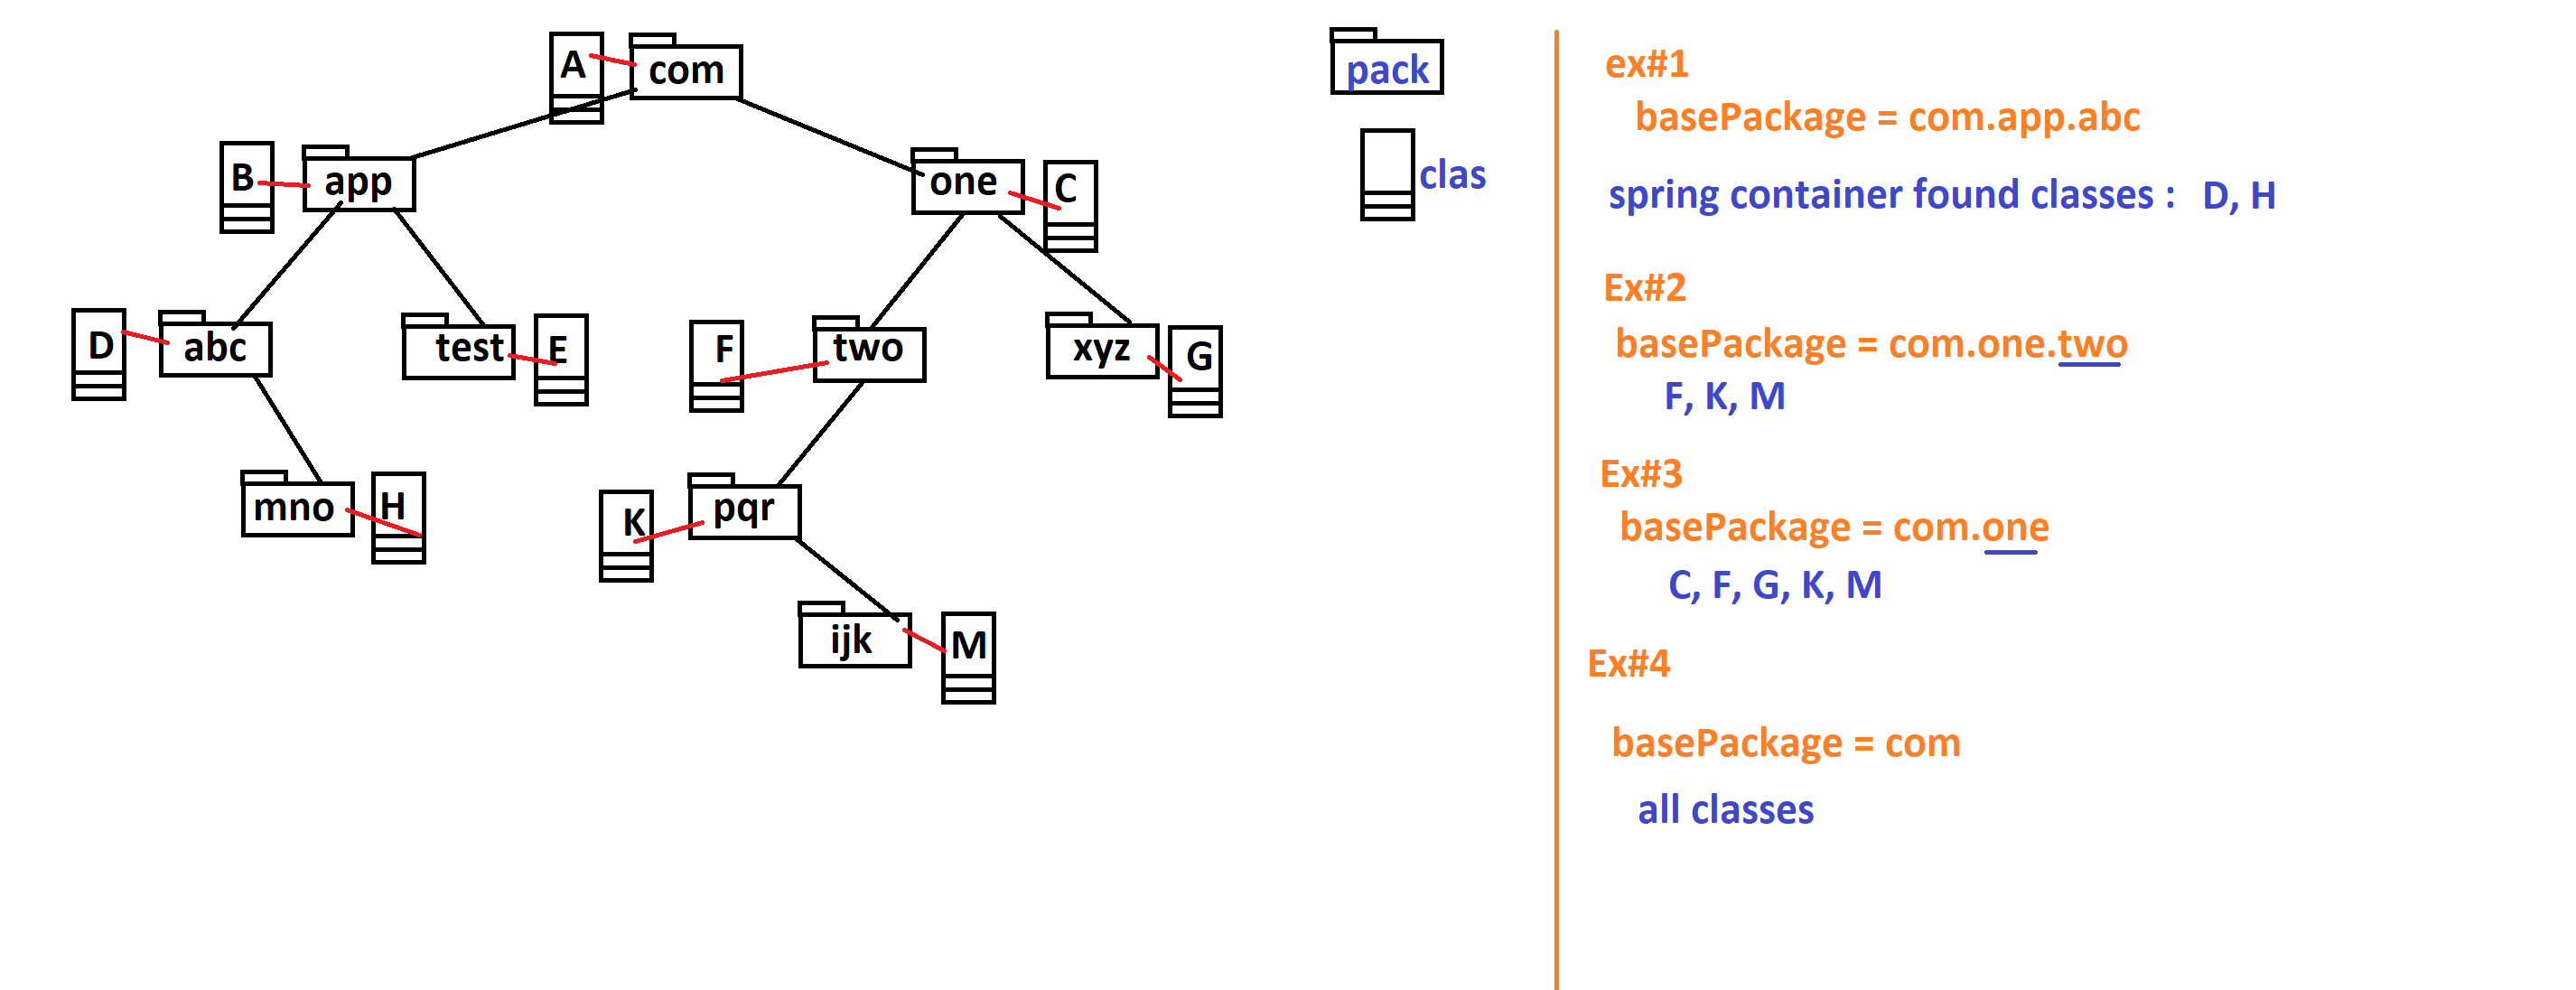 A
com
B
app
one
C
D
abc
test
E
F
two
xyz
G
mno
H
K
pqr
ijk
M
pack
clas
ex#1
basePackage = com.app.abc
spring container found classes : D, H
Ex#2
basePackage = com.one.two
F, K, M
Ex#3
basePackage = com.one
C, F, G, K, M
Ex#4
basePackage = com
all classes